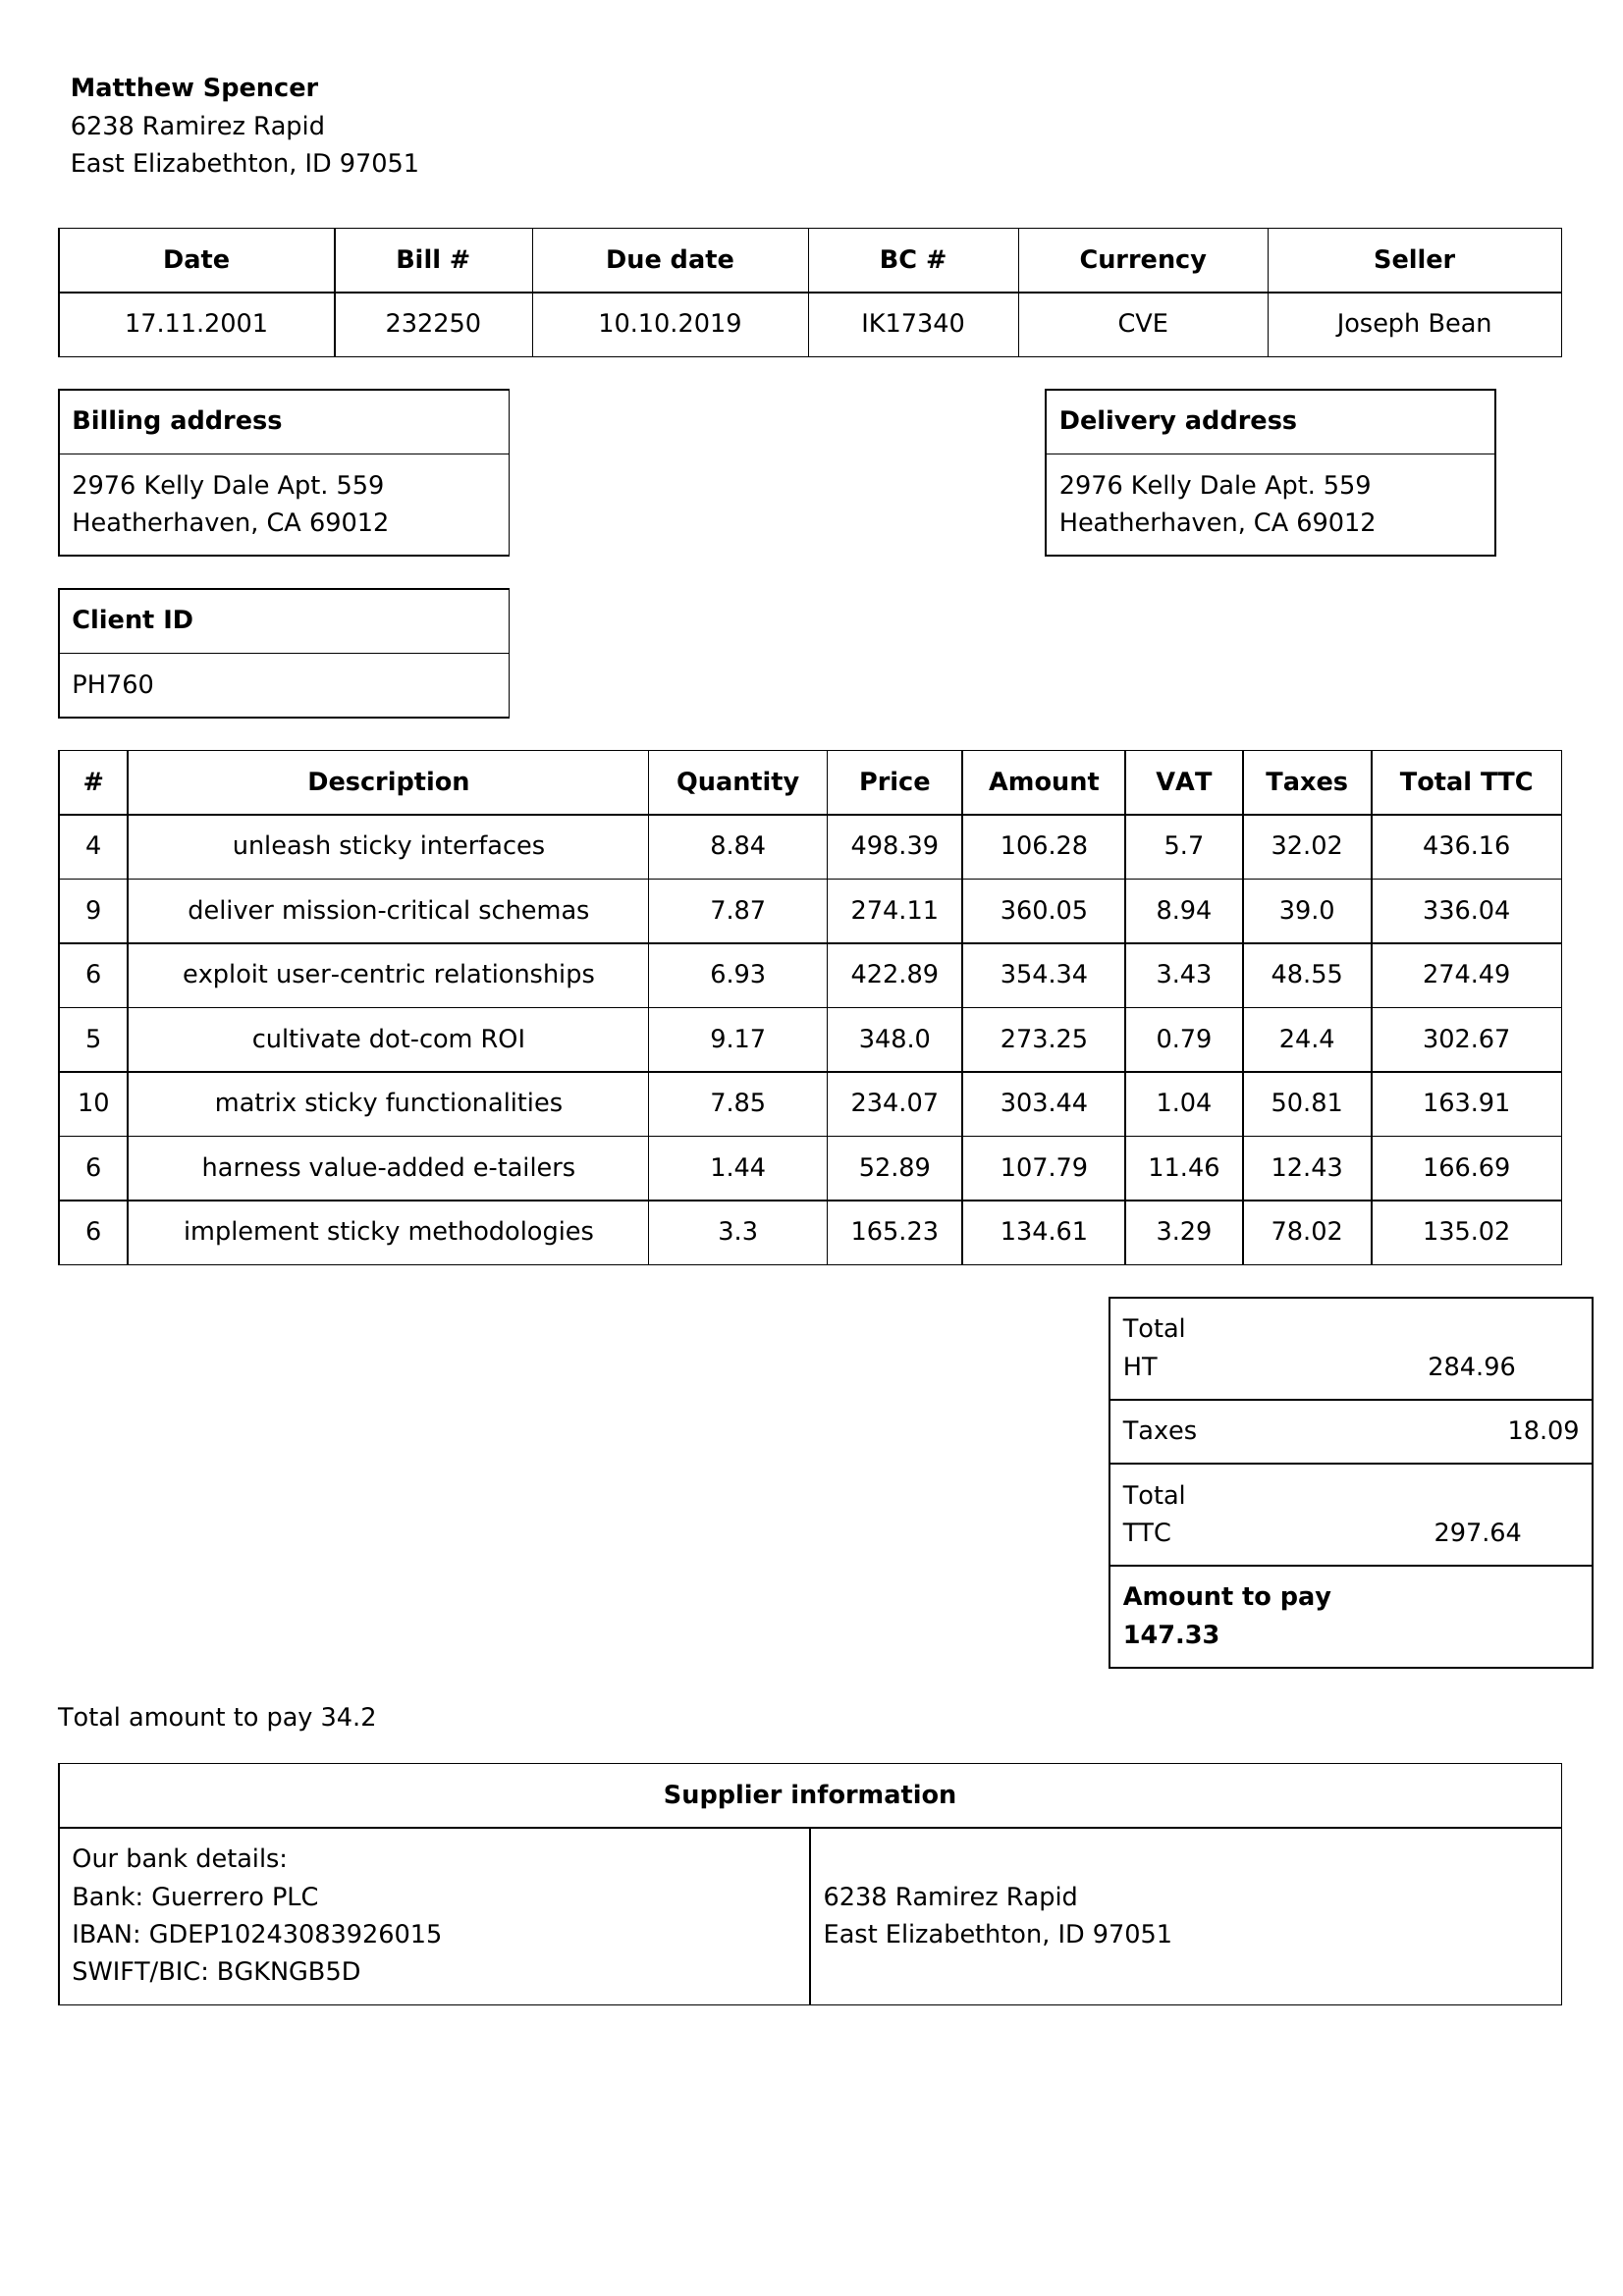 Matthew Spencer
6238 Ramirez Rapid
East Elizabethton, ID 97051
Date Bill # Due date BC # Currency Seller
17.11.2001 232250 10.10.2019 IK17340 CVE Joseph Bean
Billing address
2976 Kelly Dale Apt. 559
Heatherhaven, CA 69012
Delivery address
2976 Kelly Dale Apt. 559
Heatherhaven, CA 69012
Client ID
PH760
# Description Quantity Price Amount VAT Taxes Total TTC
4 unleash sticky interfaces 8.84 498.39 106.28 5.7 32.02 436.16
9 deliver mission-critical schemas 7.87 274.11 360.05 8.94 39.0 336.04
6 exploit user-centric relationships 6.93 422.89 354.34 3.43 48.55 274.49
5 cultivate dot-com ROI 9.17 348.0 273.25 0.79 24.4 302.67
10 matrix sticky functionalities 7.85 234.07 303.44 1.04 50.81 163.91
6 harness value-added e-tailers 1.44 52.89 107.79 11.46 12.43 166.69
6 implement sticky methodologies 3.3 165.23 134.61 3.29 78.02 135.02
Total
HT 284.96
Taxes 18.09
Total
TTC 297.64
Amount to pay
147.33
Total amount to pay 34.2
Supplier information
Our bank details:
Bank: Guerrero PLC
IBAN: GDEP10243083926015
SWIFT/BIC: BGKNGB5D
6238 Ramirez Rapid
East Elizabethton, ID 97051